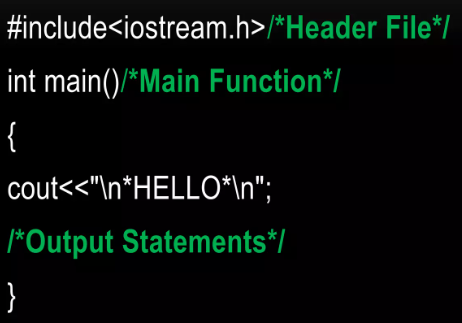 #include<iostream.h>/*Header File*/
int main()/*Main Function*/
{
cout<<"\n*HELLO*\n";
/*Output Statements*/
}